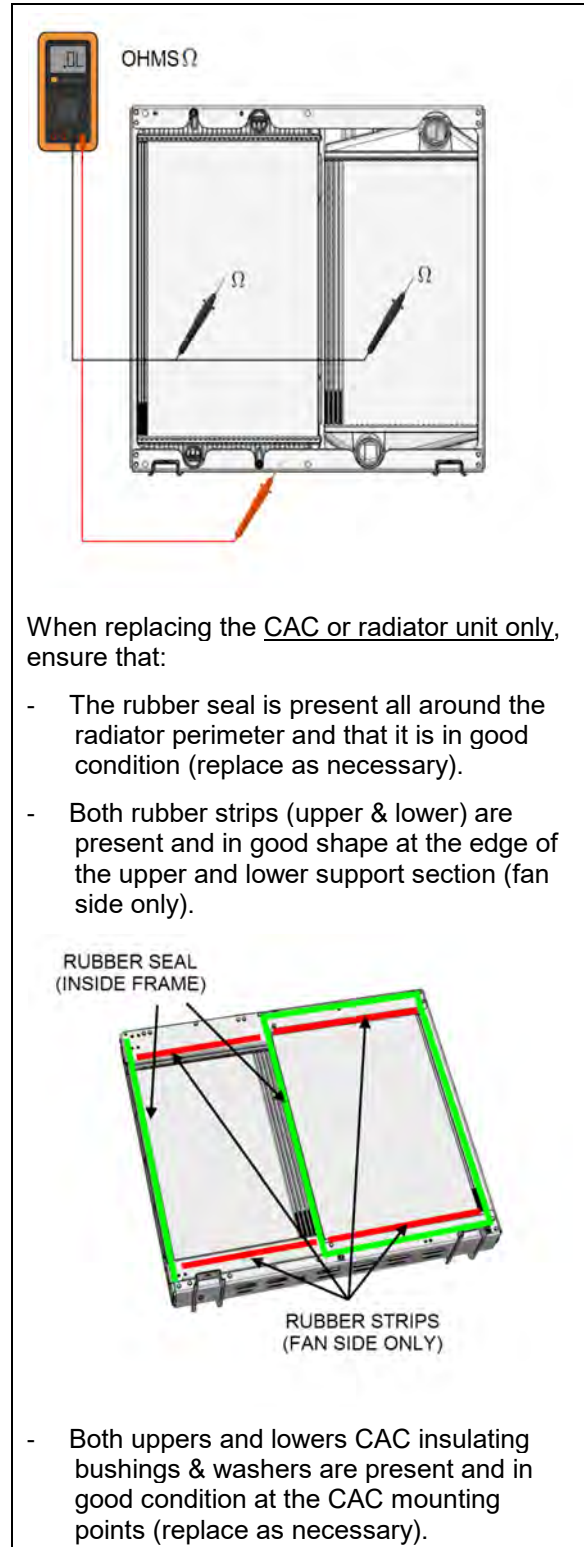 .0L
OHMS Ω
Ω
Ω
When replacing the CAC or radiator unit only,
ensure that:
- The rubber seal is present all around the
radiator perimeter and that it is in good
condition (replace as necessary).
- Both rubber strips (upper & lower) are
present and in good shape at the edge of
the upper and lower support section (fan
side only).
RUBBER SEAL
(INSIDE FRAME)
RUBBER STRIPS
(FAN SIDE ONLY)
- Both uppers and lowers CAC insulating
bushings & washers are present and in
good condition at the CAC mounting
points (replace as necessary).